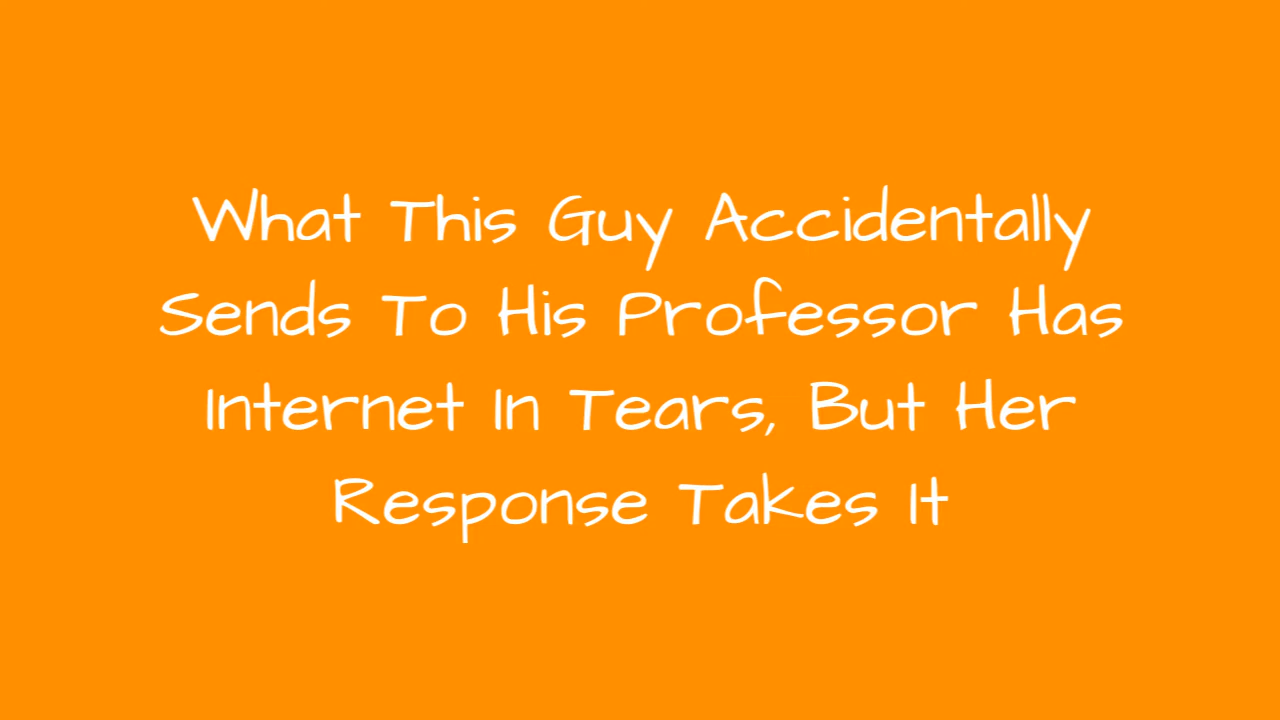 What This Guy Accidentally
Sends To His Professor Has
Internet In Tears, But Her
Response Takes It